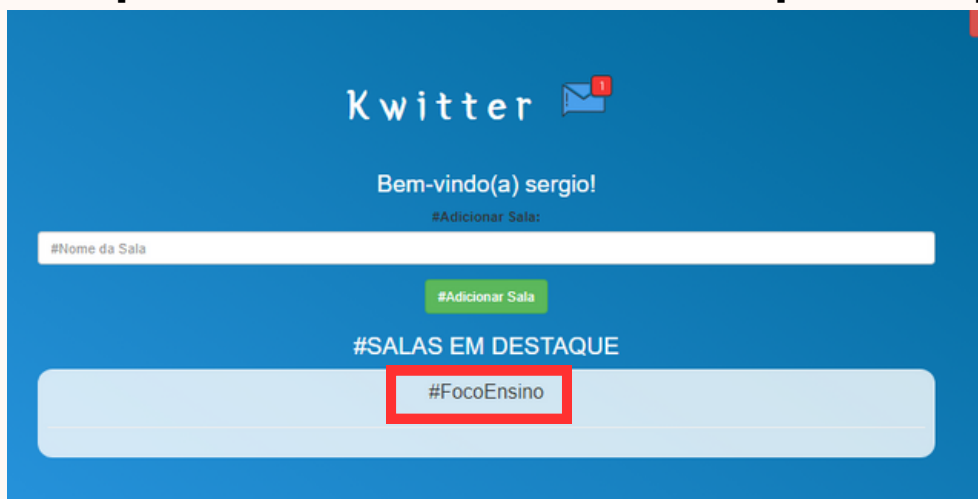 Kwitter
1
Bem-vindo(a) sergio!
#Adicionar Sala:
#Nome da Sala
#Adicionar Sala
#SALAS EM DESTAQUE
#FocoEnsino